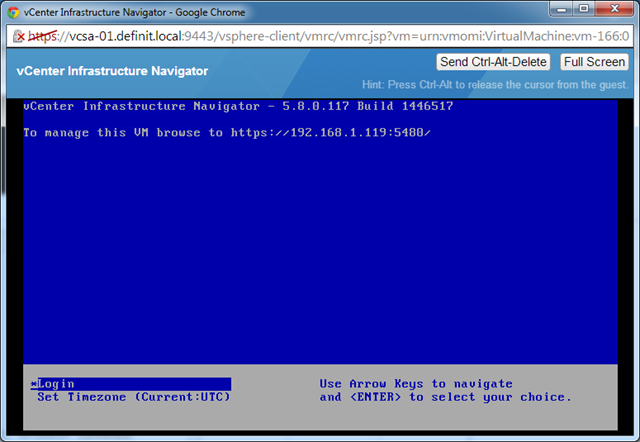 vCenter Infrastructure Navigator - Google Chrome
https://vcsa-01.definit.local:9443/vsphere-client/vmrc/vmrc.jsp?vm=urn:vmomi:VirtualMachine:vm-166:0
vCenter Infrastructure Navigator
Send Ctrl-Alt-Delete
Full Screen
Hint: Press Ctrl-Alt to release the cursor from the guest.
vCenter Infrastructure Navigator - 5.8.0.117 Build 1446517
To manage this VM browse to https://192.168.1.119:5480/
*Login
Set Timezone (Current:UTC)
Use Arrow Keys to navigate
and <ENTER> to select your choice.